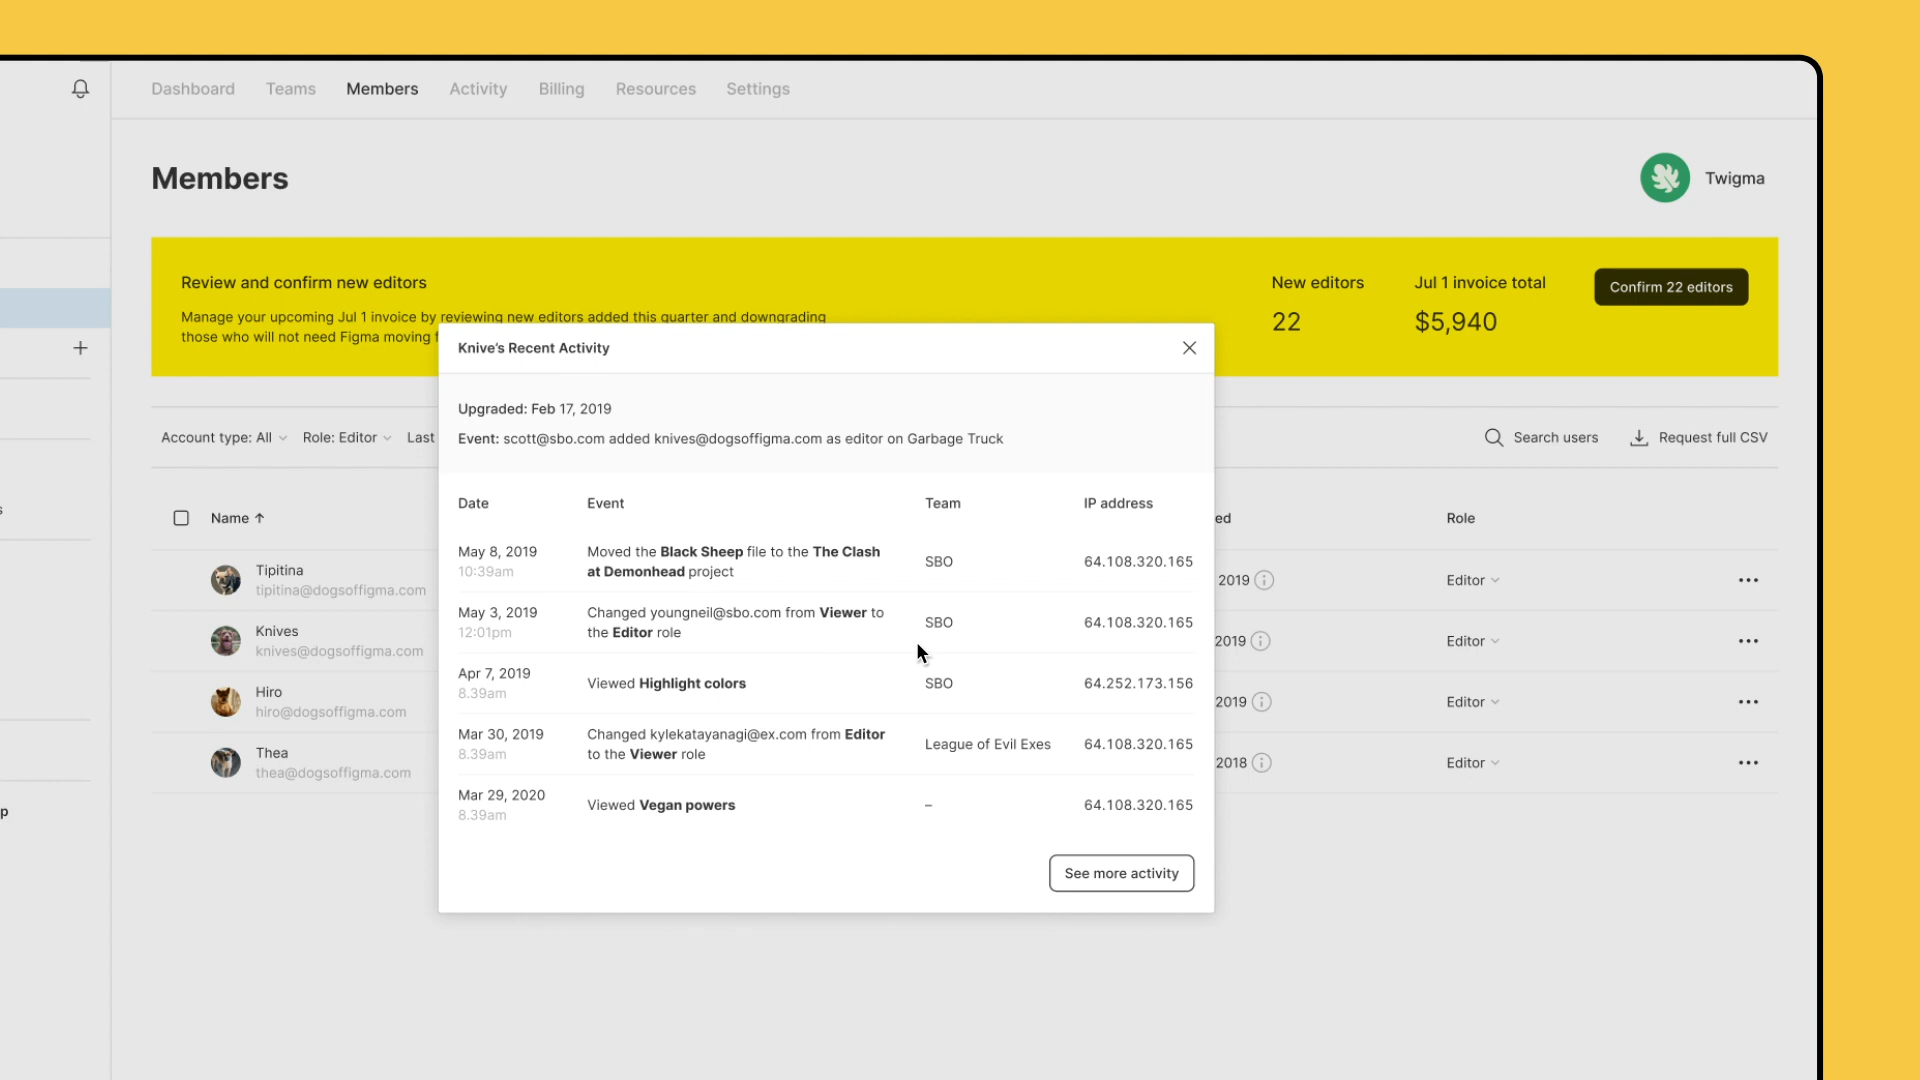 Dashboard Teams Members Activity Billing Resources Settings
Members
Twigma
Review and confirm new editors
Manage your upcoming Jul 1 invoice by reviewing new editors added this quarter and downgrading
those who will not need Figma moving
New editors
22
Jul 1 invoice total
$5,940
Confirm 22 editors
Knive's Recent Activity
Upgraded: Feb 17, 2019
Event: scott@sbo.com added knives@dogsoffigma.com as editor on Garbage Truck
Account type: All Role: Editor Last
Search users
Request full CSV
Date Event Team IP address
May 8, 2019
10:39am
Moved the Black Sheep file to the The Clash
at Demonhead project
SBO
64.108.320.165
May 3, 2019
12:01pm
Changed youngneil@sbo.com from Viewer to
the Editor role
SBO
64.108.320.165
Apr 7, 2019
8.39am
Viewed Highlight colors
SBO
64.252.173.156
Mar 30, 2019
8.39am
Changed kylekatayanagi@ex.com from Editor
to the Viewer role
League of Evil Exes
64.108.320.165
Mar 29, 2020
8.39am
Viewed Vegan powers
–
64.108.320.165
See more activity
Name ↑
ed
Role
Tipitina
tipitina@dogsoffigma.com
2019
Editor
Knives
knives@dogsoffigma.com
2019
Editor
Hiro
hiro@dogsoffigma.com
2019
Editor
Thea
thea@dogsoffigma.com
2018
Editor
s
p